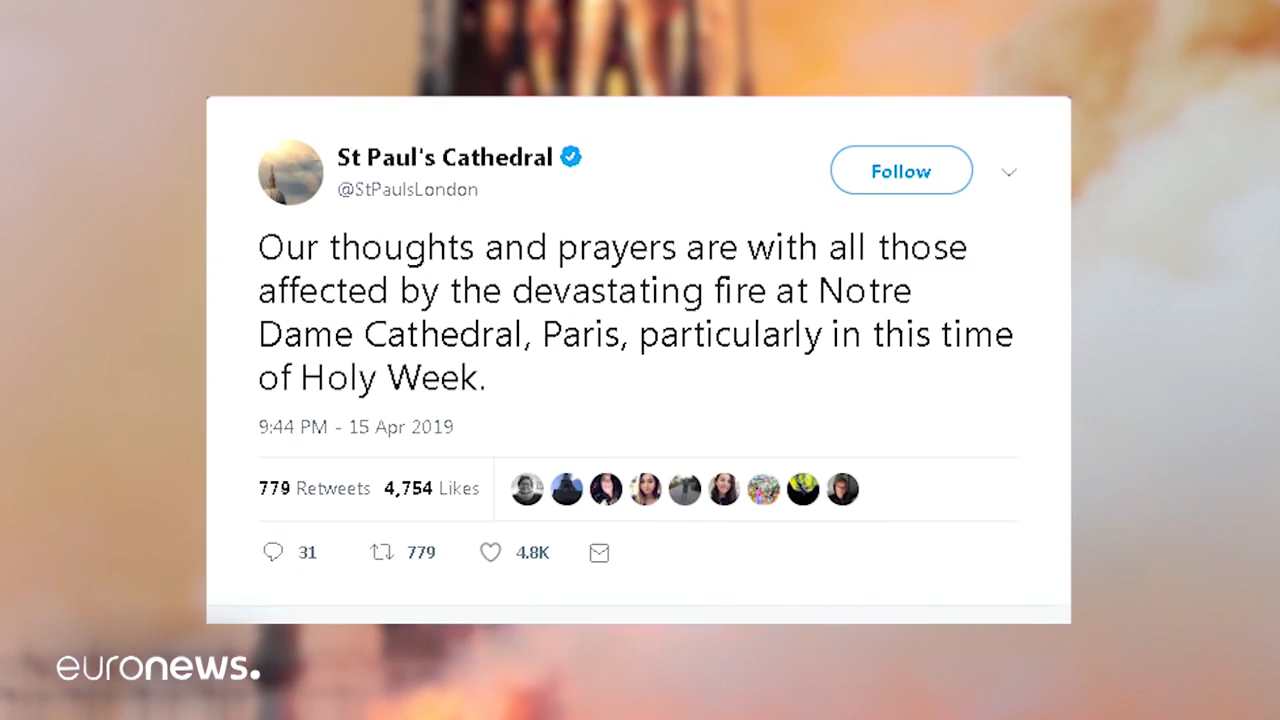 St Paul's Cathedral
@StPaulsLondon
Follow
Our thoughts and prayers are with all those
affected by the devastating fire at Notre
Dame Cathedral, Paris, particularly in this time
of Holy Week.
9:44 PM - 15 Apr 2019
779 Retweets 4,754 Likes
31 779 4.8K
euronews.